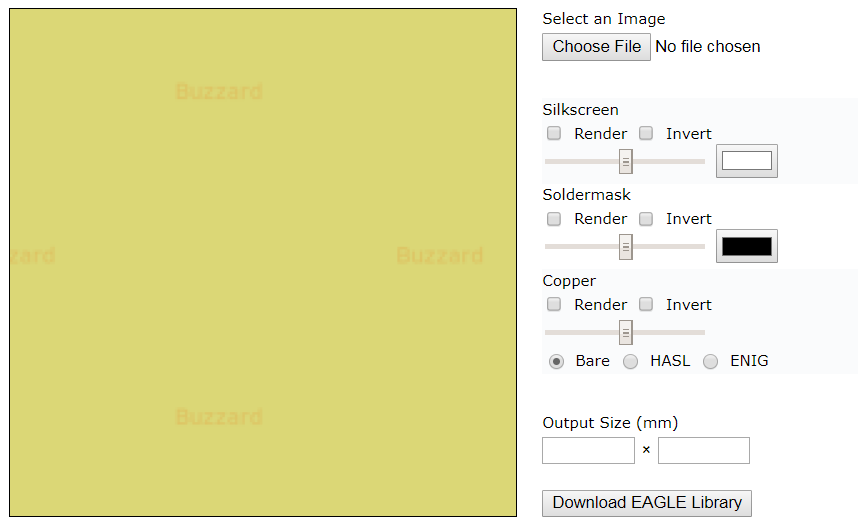 Buzzard
zzard
Buzzard
Buzzard
Select an Image
Choose File No file chosen
Silkscreen
Render Invert
Soldermask
Render Invert
Copper
Render Invert
Bare HASL ENIG
Output Size (mm)
×
Download EAGLE Library